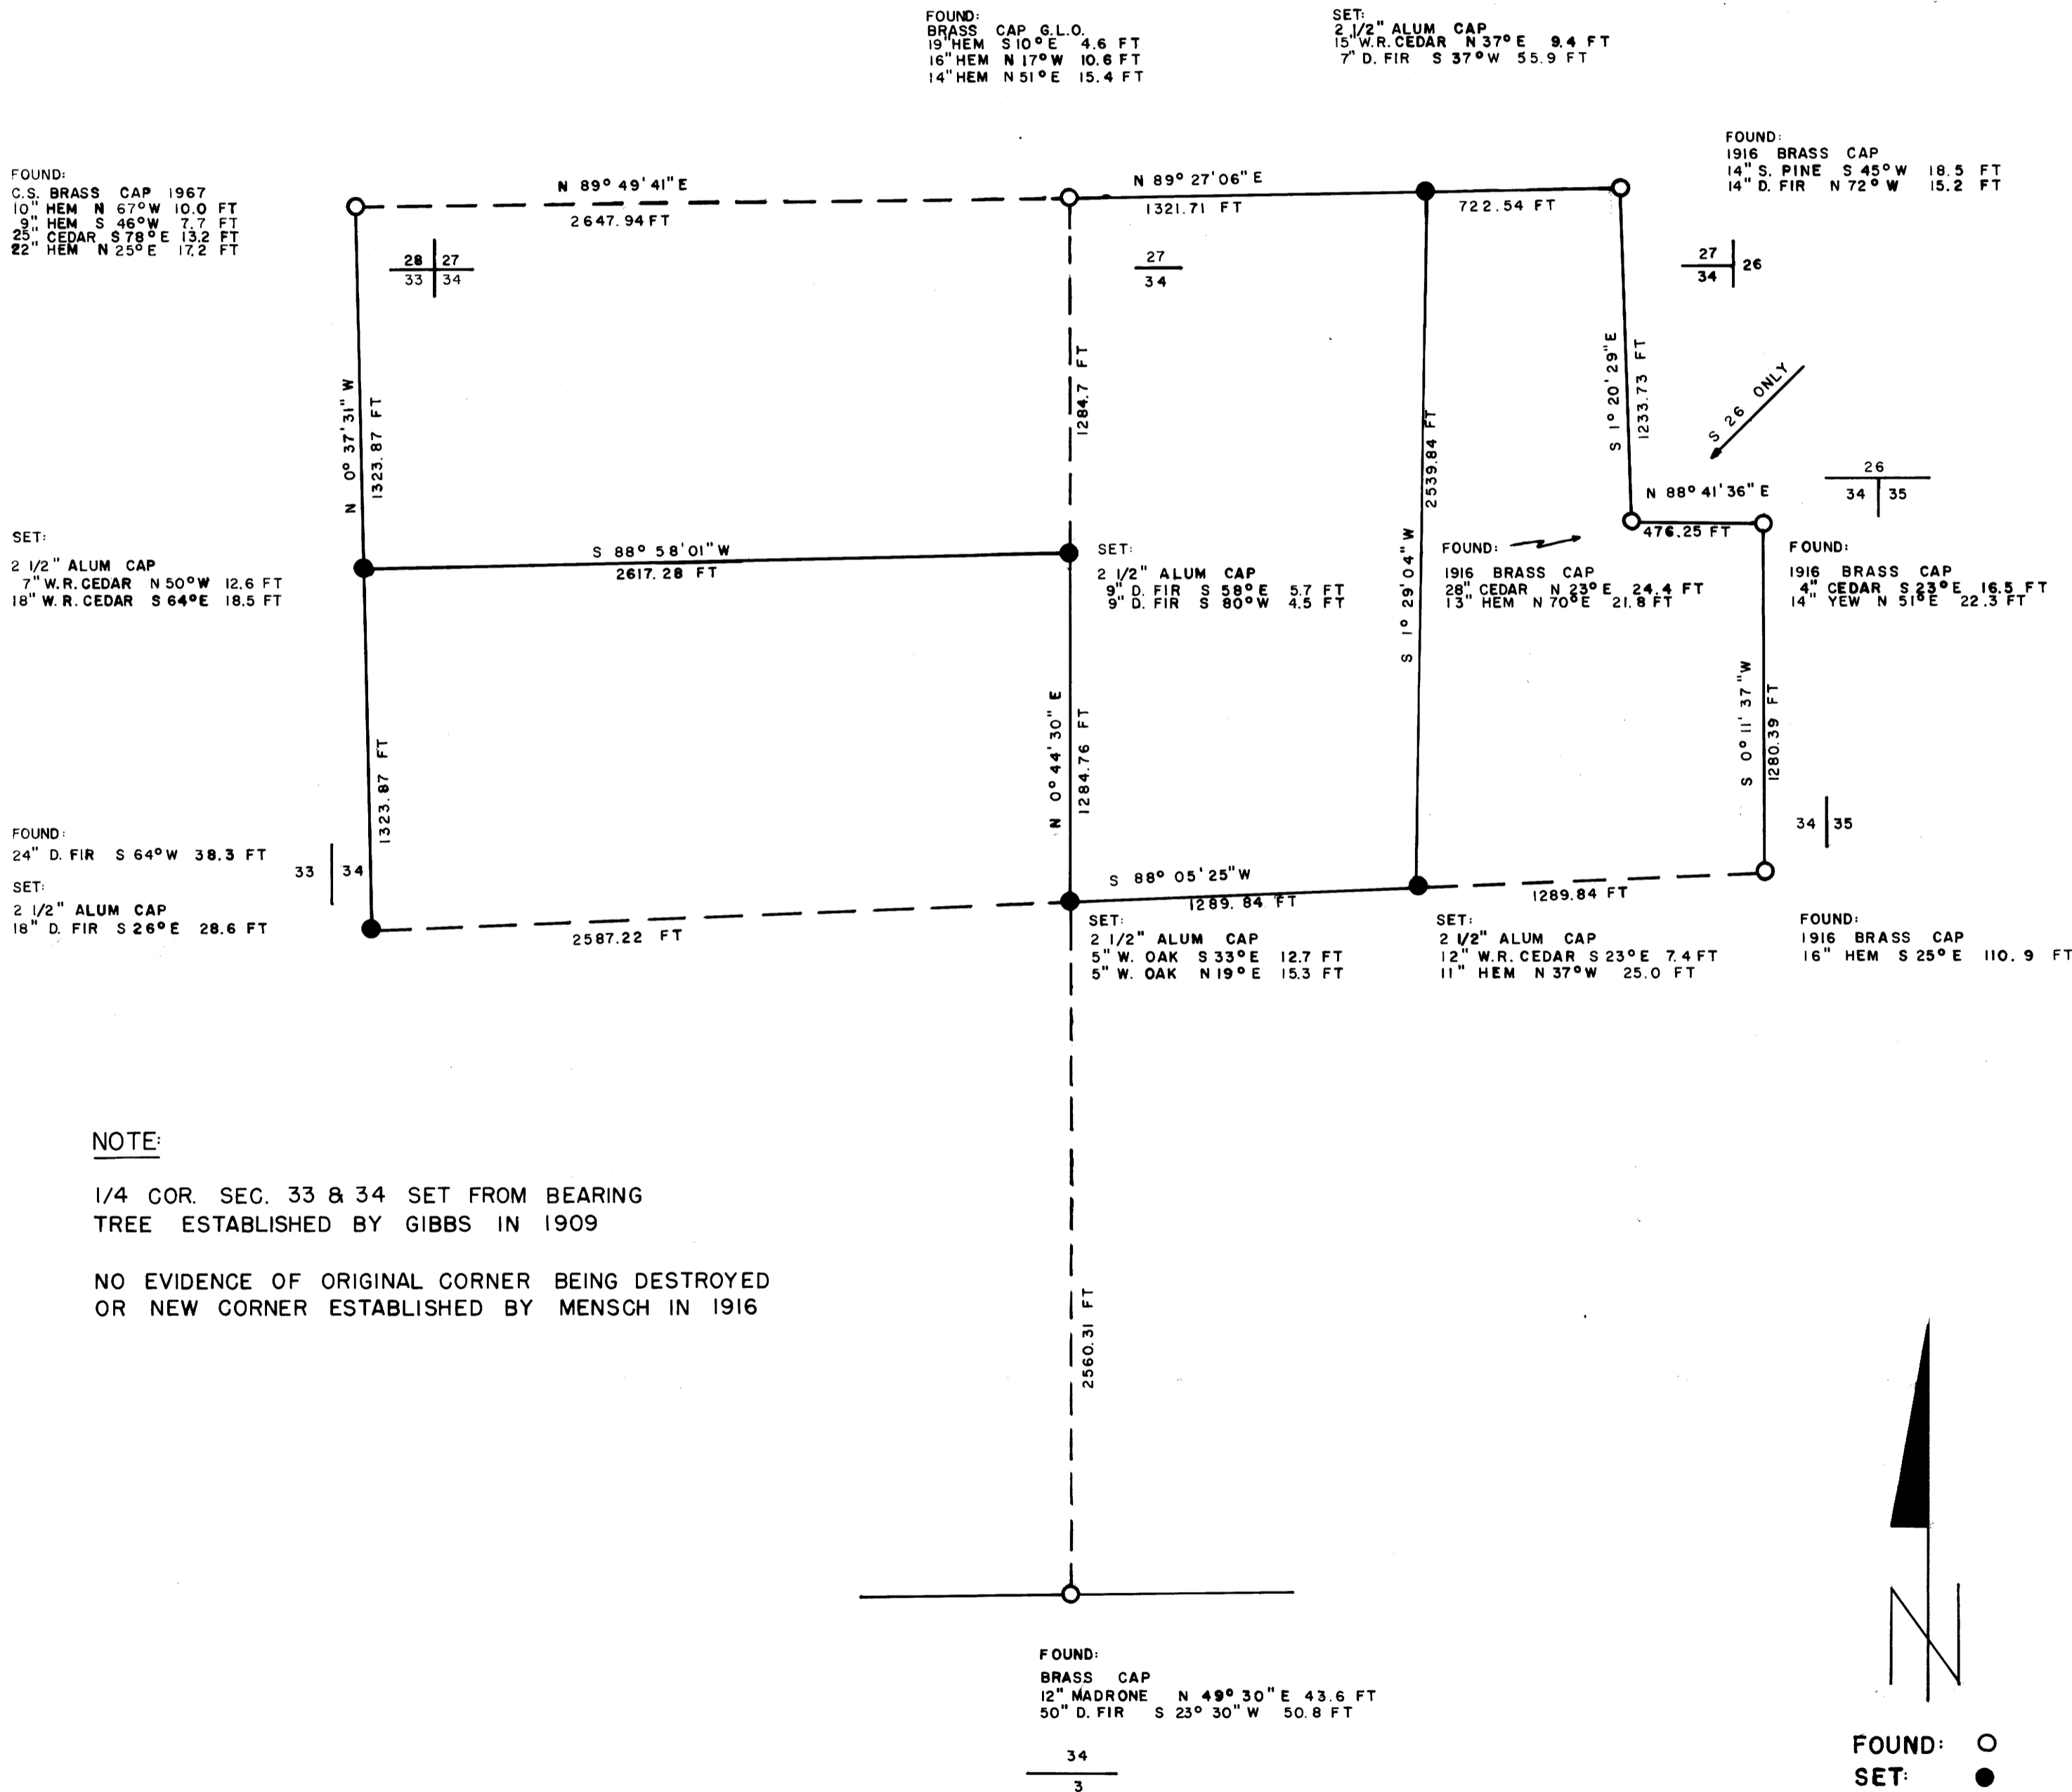 FOUND:
BRASS CAP G.L.O.
19" HEM S 10° E 4.6 FT
16" HEM N 17° W 10.6 FT
14" HEM N 51° E 15.4 FT
SET:
2 1/2" ALUM CAP
15" W.R. CEDAR N 37° E 9.4 FT
7" D. FIR S 37° W 55.9 FT
FOUND:
1916 BRASS CAP
14" S. PINE S 45° W 18.5 FT
14" D. FIR N 72° W 15.2 FT
FOUND:
C.S. BRASS CAP 1967
10" HEM N 67° W 10.0 FT
9" HEM S 46° W 7.7 FT
25" CEDAR S 78° E 13.2 FT
22" HEM N 25° E 17.2 FT
N 89° 49' 41" E
2647.94 FT
N 89° 27' 06" E
1321.71 FT
722.54 FT
28 27
33 34
27
34
27
34 26
N 0° 37' 31" W
1323.87 FT
1284.7 FT
2539.84 FT
S 1° 29' 04" W
S 1° 20' 29" E
1233.73 FT
S 26 ONLY
N 88° 41' 36" E
476.25 FT
26
34 35
SET:
2 1/2" ALUM CAP
7" W.R. CEDAR N 50° W 12.6 FT
18" W.R. CEDAR S 64° E 18.5 FT
S 88° 58' 01" W
2617.28 FT
SET:
2 1/2" ALUM CAP
9" D. FIR S 58° E 5.7 FT
9" D. FIR S 80° W 4.5 FT
FOUND:
1916 BRASS CAP
28" CEDAR N 23° E 24.4 FT
13" HEM N 70° E 21.8 FT
FOUND:
1916 BRASS CAP
4" CEDAR S 23° E 16.5 FT
14" YEW N 51° E 22.3 FT
1323.87 FT
N 0° 44' 30" E
1284.76 FT
S 0° 11' 37" W
1280.39 FT
34 35
FOUND:
24" D. FIR S 64° W 38.3 FT
SET:
2 1/2" ALUM CAP
18" D. FIR S 26° E 28.6 FT
33 34
2587.22 FT
S 88° 05' 25" W
1289.84 FT
1289.84 FT
SET:
2 1/2" ALUM CAP
5" W. OAK S 33° E 12.7 FT
5" W. OAK N 19° E 15.3 FT
SET:
2 1/2" ALUM CAP
12" W.R. CEDAR S 23° E 7.4 FT
11" HEM N 37° W 25.0 FT
FOUND:
1916 BRASS CAP
16" HEM S 25° E 110.9 FT
NOTE:
1/4 COR. SEC. 33 & 34 SET FROM BEARING
TREE ESTABLISHED BY GIBBS IN 1909
NO EVIDENCE OF ORIGINAL CORNER BEING DESTROYED
OR NEW CORNER ESTABLISHED BY MENSCH IN 1916
2560.31 FT
FOUND:
BRASS CAP
12" MADRONE N 49° 30" E 43.6 FT
50" D. FIR S 23° 30" W 50.8 FT
34
3
N
FOUND:
SET: